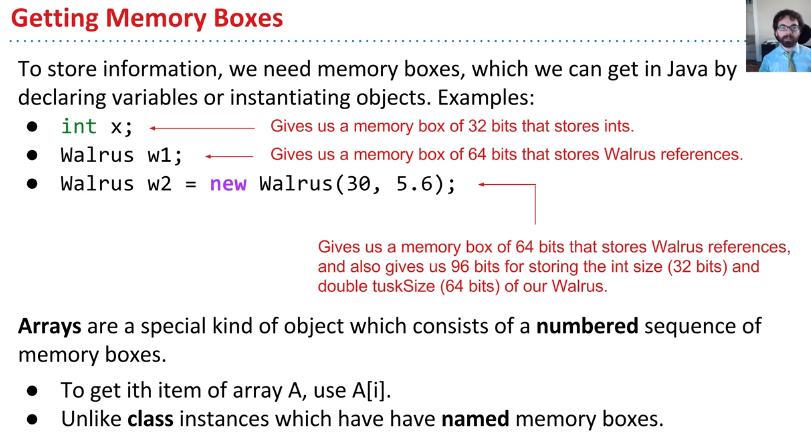 Getting Memory Boxes
To store information, we need memory boxes, which we can get in Java by
declaring variables or instantiating objects. Examples:
● int x;
Gives us a memory box of 32 bits that stores ints.
● Walrus w1;
Gives us a memory box of 64 bits that stores Walrus references.
● Walrus w2 = new Walrus(30, 5.6);
Gives us a memory box of 64 bits that stores Walrus references,
and also gives us 96 bits for storing the int size (32 bits) and
double tuskSize (64 bits) of our Walrus.
Arrays are a special kind of object which consists of a numbered sequence of
memory boxes.
● To get ith item of array A, use A[i].
● Unlike class instances which have have named memory boxes.